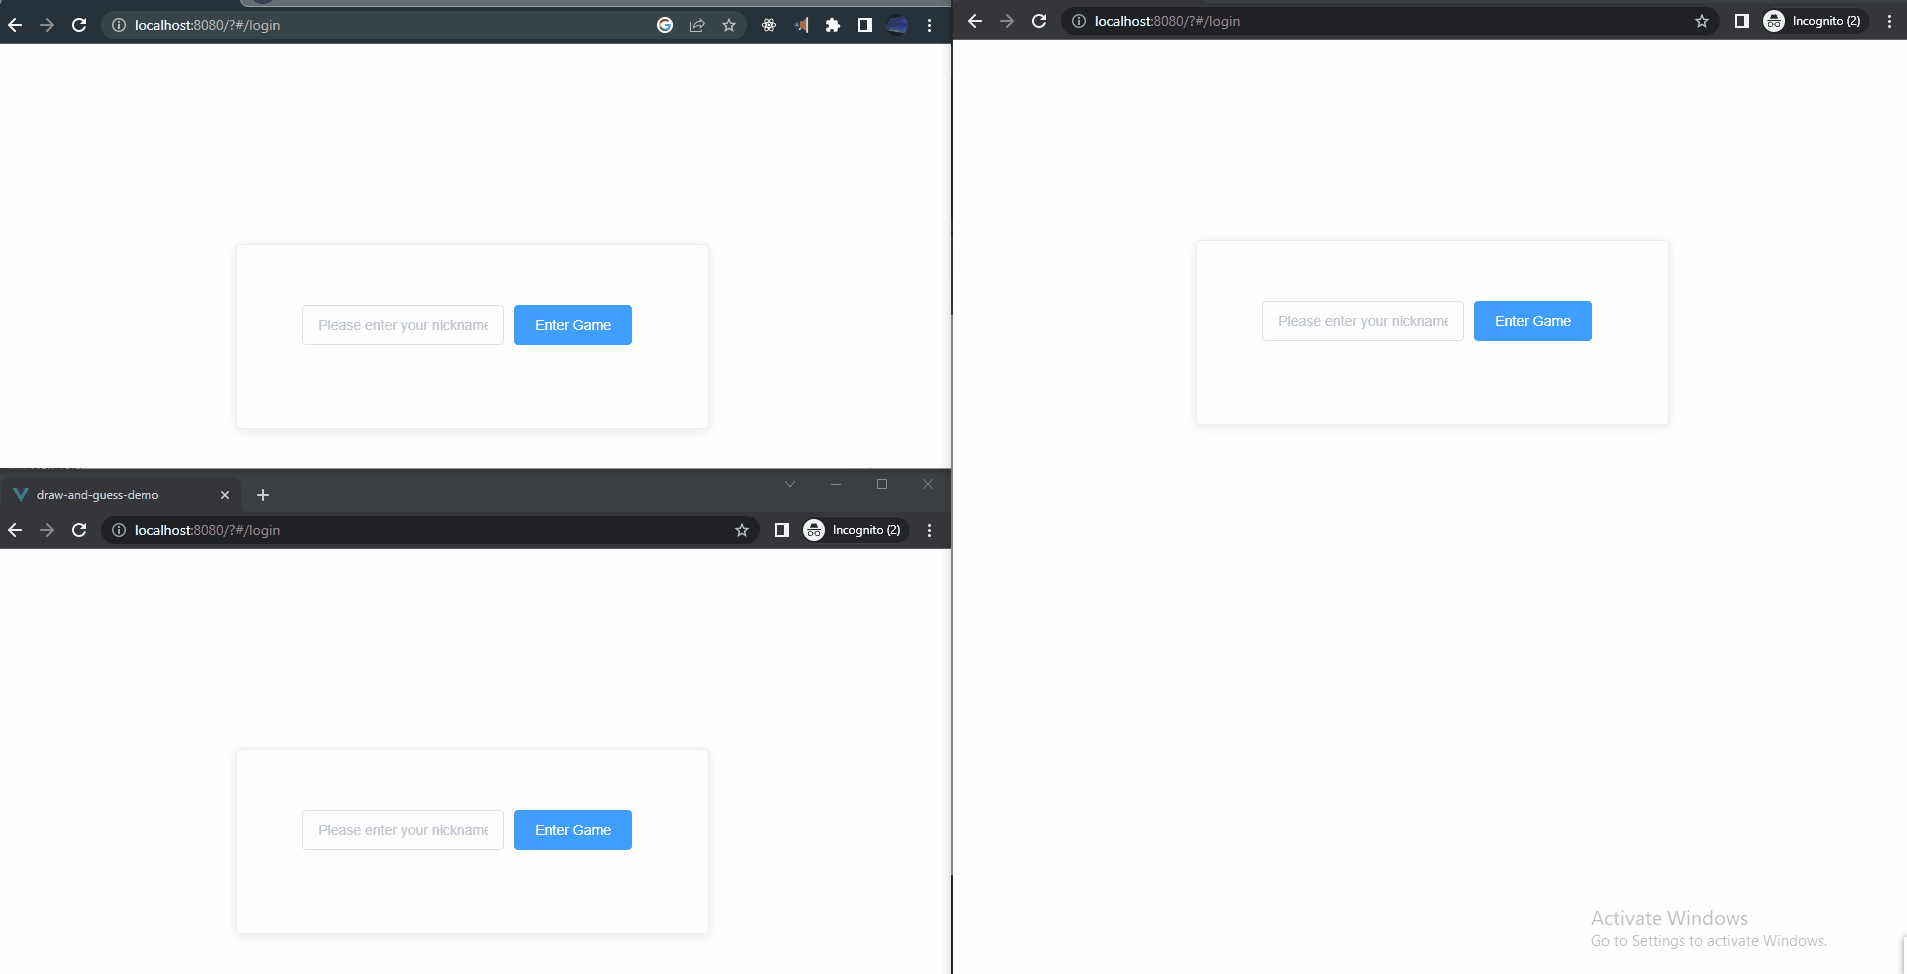 localhost:8080/?#/login
Please enter your nickname
Enter Game
draw-and-guess-demo
localhost:8080/?#/login
Incognito (2)
Please enter your nickname
Enter Game
localhost:8080/?#/login
Incognito (2)
Please enter your nickname
Enter Game
Activate Windows
Go to Settings to activate Windows.